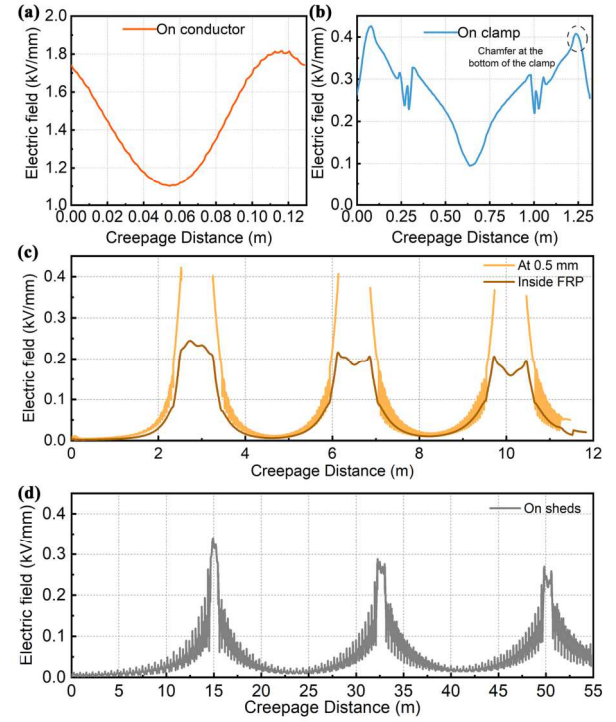 (a)
On conductor
Electric field (kV/mm)
2.0
1.8
1.6
1.4
1.2
1.0
0.00 0.03 0.06 0.09 0.12
Creepage Distance (m)
(b)
On clamp
Chamfer at the
bottom of the clamp
Electric field (kV/mm)
0.4
0.3
0.2
0.1
0.0
0.00 0.25 0.50 0.75 1.00 1.25
Creepage Distance (m)
(c)
At 0.5 mm
Inside FRP
Electric field (kV/mm)
0.4
0.3
0.2
0.1
0.0
0 2 4 6 8 10 12
Creepage Distance (m)
(d)
On sheds
Electric field (kV/mm)
0.4
0.3
0.2
0.1
0.0
0 5 10 15 20 25 30 35 40 45 50 55
Creepage Distance (m)